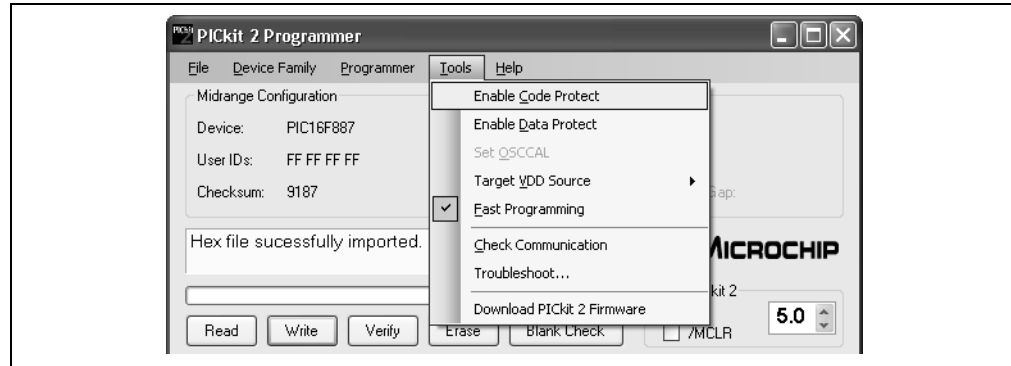 PICkit 2 Programmer
File Device Family Programmer Tools Help
Midrange Configuration
Enable Code Protect
Device: PIC16F887
Enable Data Protect
User IDs: FF FF FF FF
Set OSCCAL
Target VDD Source
Checksum: 9187
Fast Programming
Hex file sucessfully imported.
Check Communication
MICROCHIP
Troubleshoot...
kit 2
Download PICkit 2 Firmware
5.0
Read Write Verify Erase Blank Check /MCLR